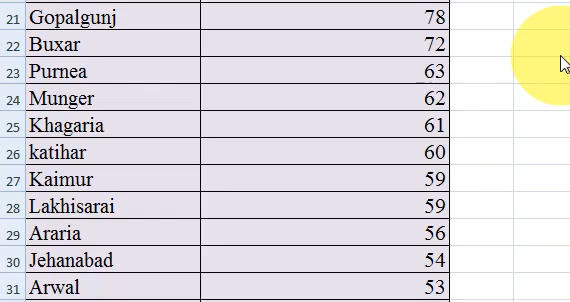 21 Gopalgunj 78
22 Buxar 72
23 Purnea 63
24 Munger 62
25 Khagaria 61
26 katihar 60
27 Kaimur 59
28 Lakhisarai 59
29 Araria 56
30 Jehanabad 54
31 Arwal 53